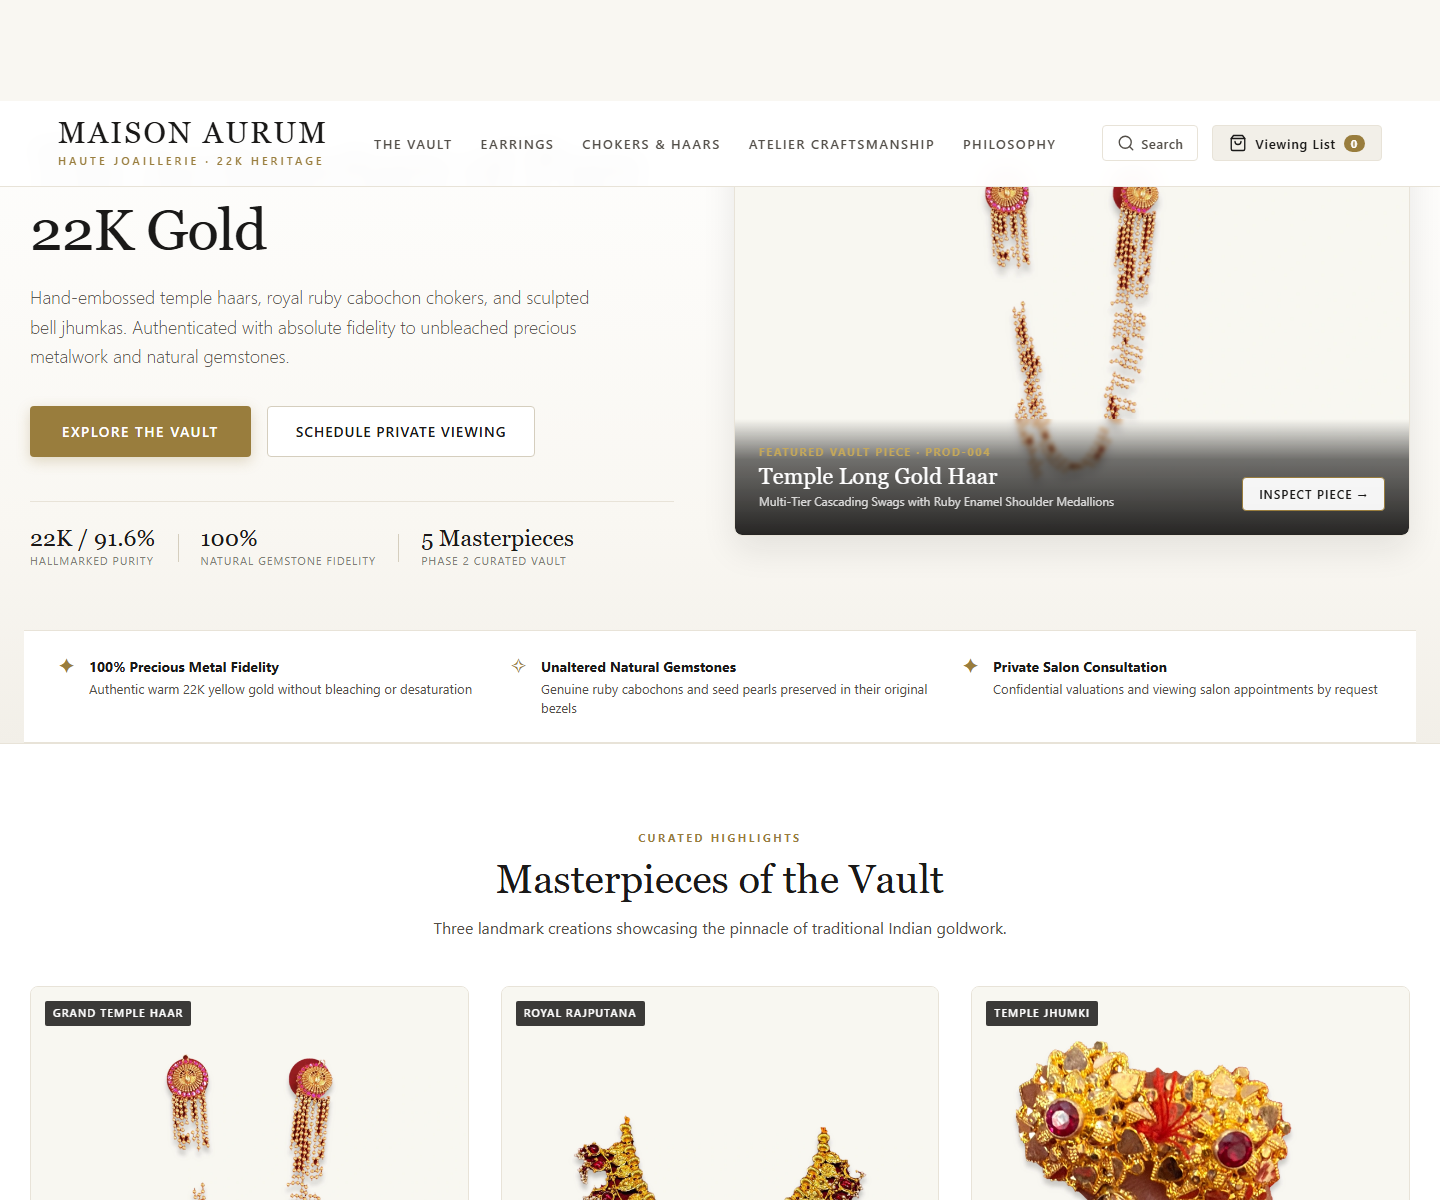 MAISON AURUM
HAUTE JOAILLERIE · 22K HERITAGE
THE VAULT
EARRINGS
CHOKERS & HAARS
ATELIER CRAFTSMANSHIP
PHILOSOPHY
Search
Viewing List 0
22K Gold
Hand-embossed temple haars, royal ruby cabochon chokers, and sculpted
bell jhumkas. Authenticated with absolute fidelity to unbleached precious
metalwork and natural gemstones.
EXPLORE THE VAULT
SCHEDULE PRIVATE VIEWING
22K / 91.6%
HALLMARKED PURITY
100%
NATURAL GEMSTONE FIDELITY
5 Masterpieces
PHASE 2 CURATED VAULT
FEATURED VAULT PIECE · PROD-004
Temple Long Gold Haar
Multi-Tier Cascading Swags with Ruby Enamel Shoulder Medallions
INSPECT PIECE →
100% Precious Metal Fidelity
Authentic warm 22K yellow gold without bleaching or desaturation
Unaltered Natural Gemstones
Genuine ruby cabochons and seed pearls preserved in their original
bezels
Private Salon Consultation
Confidential valuations and viewing salon appointments by request
CURATED HIGHLIGHTS
Masterpieces of the Vault
Three landmark creations showcasing the pinnacle of traditional Indian goldwork.
GRAND TEMPLE HAAR
ROYAL RAJPUTANA
TEMPLE JHUMKI